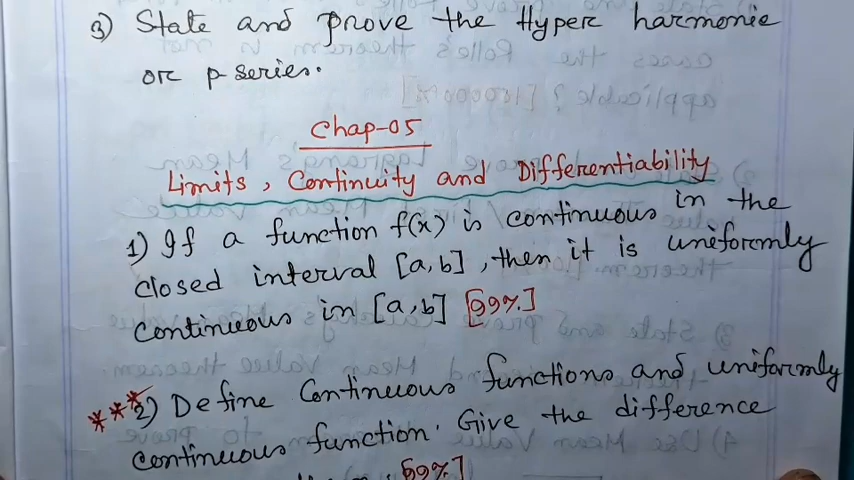 3) State and prove the Hyper harmonic
or p-series.
Chap-05
Limits, Continuity and Differentiability
1) If a function f(x) is continuous in the
closed interval [a,b], then it is uniformly
continuous in [a,b] [99%]
***2) Define Continuous functions and uniformly
continuous function. Give the difference
[99%]